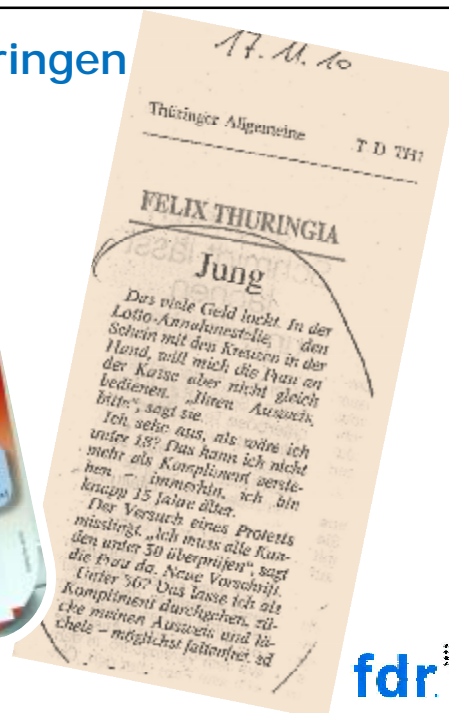 ringen
17.11.10
Thüringer Allgemeine T D TH1
FELIX THURINGIA
Jung
Das viele Geld lockt. In der
Lotto-Annahmestelle, den
Schein mit den Kreuzen in der
Hand, will mich die Frau an
der Kasse aber nicht gleich
bedienen. „Ihren Ausweis,
bitte", sagt sie.
Ich sehe aus, als wäre ich
unter 18? Das kann ich nicht
mehr als Kompliment verste-
hen – immerhin, ich bin
knapp 15 Jahre älter.
Der Versuch eines Protests
misslingt. „Ich muss alle Kun-
den unter 30 überprüfen", sagt
die Frau da. Neue Vorschrift.
Unter 30? Das lasse ich als
Kompliment durchgehen, zü-
cke meinen Ausweis und lä-
chele – möglichst faltenfrei. sd
fdr